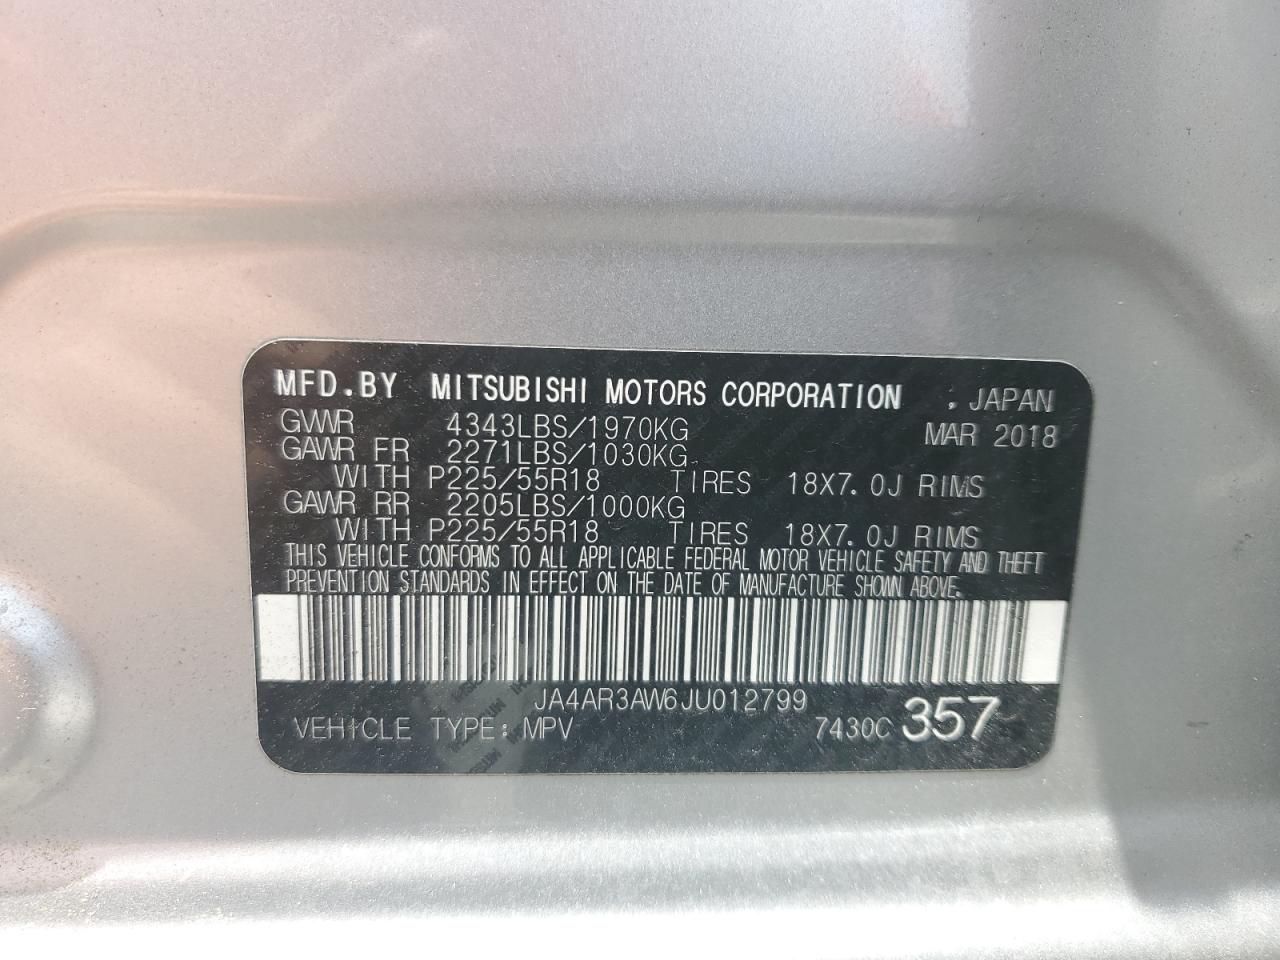 MFD.BY MITSUBISHI MOTORS CORPORATION , JAPAN
GVWR 4343LBS/1970KG MAR 2018
GAWR FR 2271LBS/1030KG
WITH P225/55R18 TIRES 18X7.0J RIMS
GAWR RR 2205LBS/1000KG
WITH P225/55R18 TIRES 18X7.0J RIMS
THIS VEHICLE CONFORMS TO ALL APPLICABLE FEDERAL MOTOR VEHICLE SAFETY AND THEFT
PREVENTION STANDARDS IN EFFECT ON THE DATE OF MANUFACTURE SHOWN ABOVE.
JA4AR3AW6JU012799
VEHICLE TYPE: MPV 7430C 357